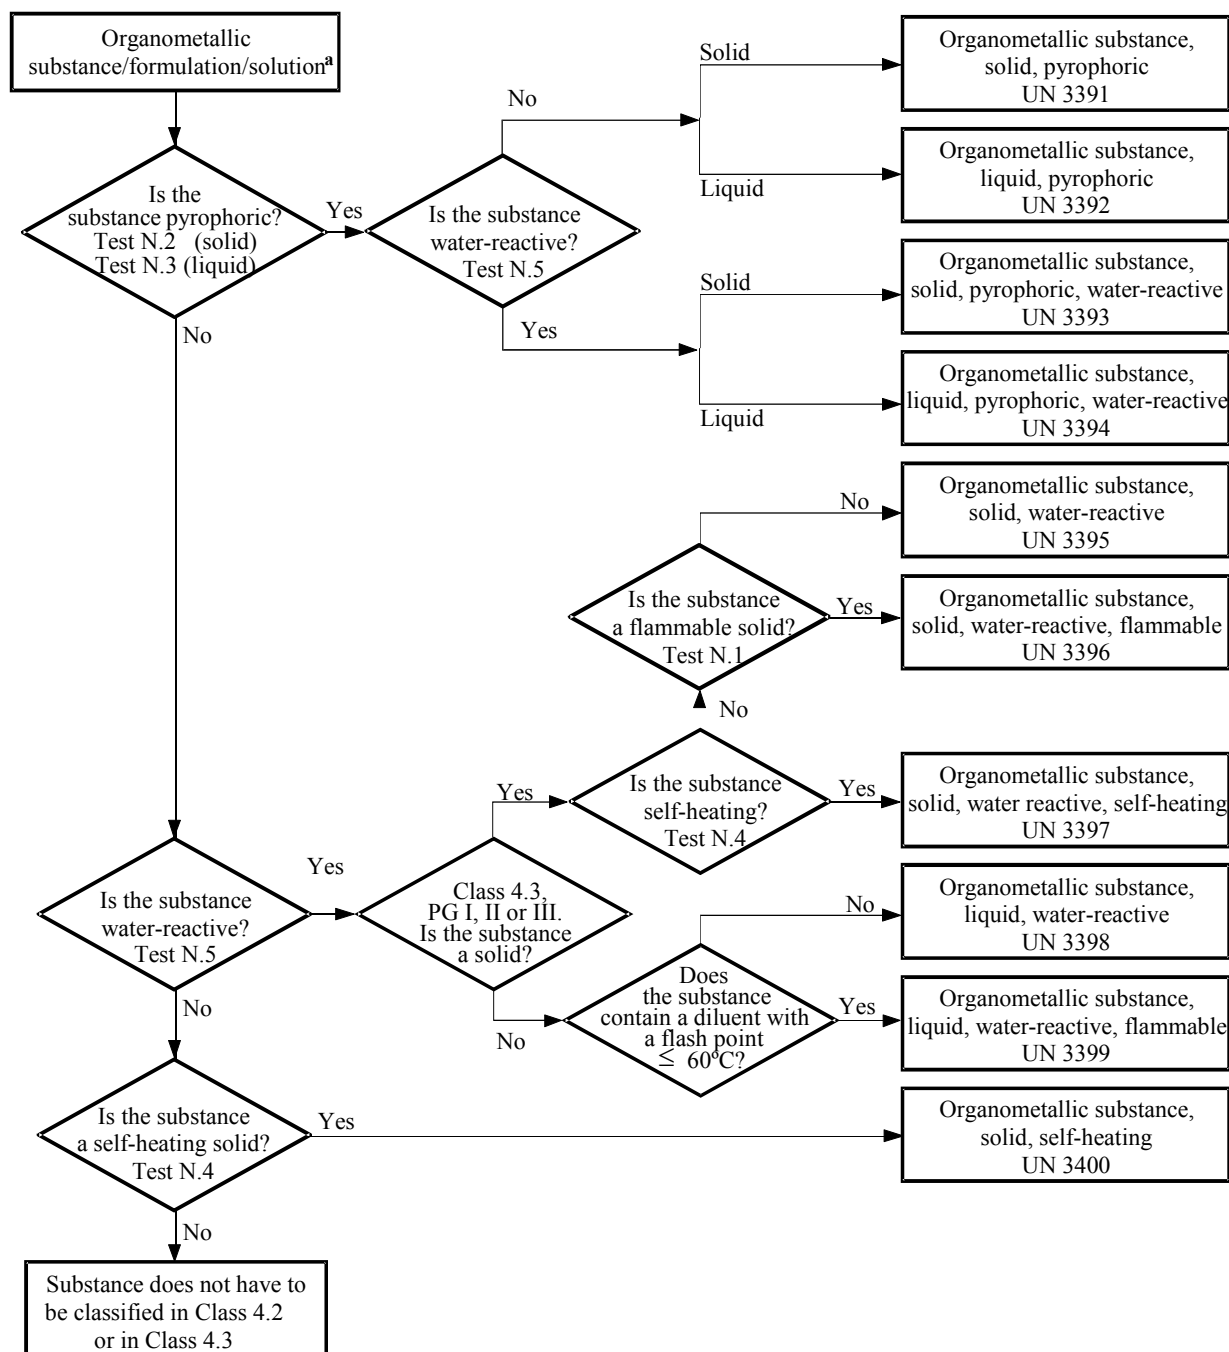 Organometallic
substance/formulation/solutionᵃ
Is the
substance pyrophoric?
Test N.2 (solid)
Test N.3 (liquid)
Yes
No
Is the substance
water-reactive?
Test N.5
No
Yes
Solid
Liquid
Solid
Liquid
Organometallic substance,
solid, pyrophoric
UN 3391
Organometallic substance,
liquid, pyrophoric
UN 3392
Organometallic substance,
solid, pyrophoric, water-reactive
UN 3393
Organometallic substance,
liquid, pyrophoric, water-reactive
UN 3394
No
Organometallic substance,
solid, water-reactive
UN 3395
Is the substance
a flammable solid?
Test N.1
Yes
Organometallic substance,
solid, water-reactive, flammable
UN 3396
No
Is the substance
self-heating?
Test N.4
Yes
Yes
Organometallic substance,
solid, water reactive, self-heating
UN 3397
Is the substance
water-reactive?
Test N.5
Yes
No
Class 4.3,
PG I, II or III.
Is the substance
a solid?
No
Does
the substance
contain a diluent with
a flash point
≤ 60ºC?
No
Yes
Organometallic substance,
liquid, water-reactive
UN 3398
Organometallic substance,
liquid, water-reactive, flammable
UN 3399
Is the substance
a self-heating solid?
Test N.4
Yes
Organometallic substance,
solid, self-heating
UN 3400
No
Substance does not have to
be classified in Class 4.2
or in Class 4.3